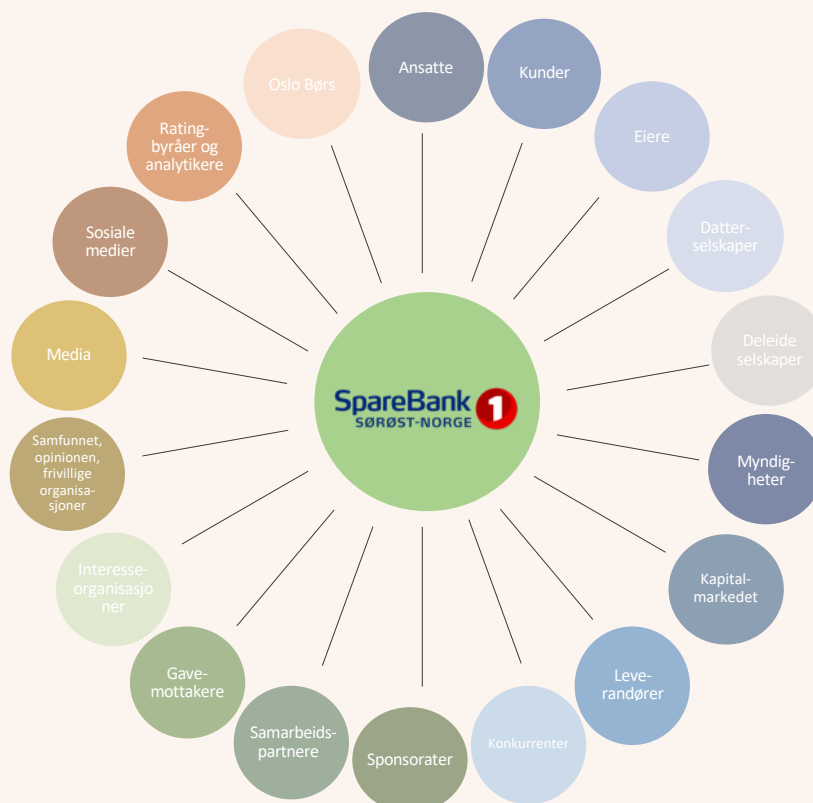 Ansatte
Kunder
Eiere
Datter-
selskaper
Deleide
selskaper
Myndig-
heter
Kapital-
markedet
Leve-
randører
Konkurrenter
Sponsorater
Samarbeids-
partnere
Gave-
mottakere
Interesse-
organisasjo
ner
Samfunnet,
opinionen,
frivillige
organisa-
sjoner
Media
Sosiale
medier
Rating-
byråer og
analytikere
Oslo Børs
SpareBank 1
SØRØST-NORGE